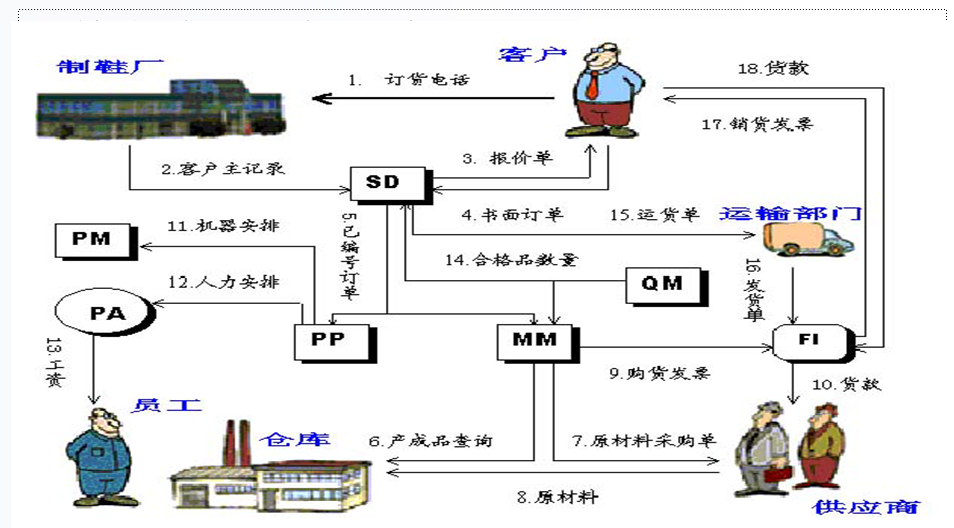 制鞋厂
客户
1. 订货电话
18.货款
17.销货发票
2.客户主记录
3. 报价单
SD
4.书面订单
15.运货单
运输部门
11.机器安排
PM
5.已编号订单
14.合格品数量
16.发货单
12.人力安排
QM
PA
PP
MM
FI
13.工资
9.购货发票
10.货款
员工
仓库
6.产成品查询
7.原材料采购单
8.原材料
供应商